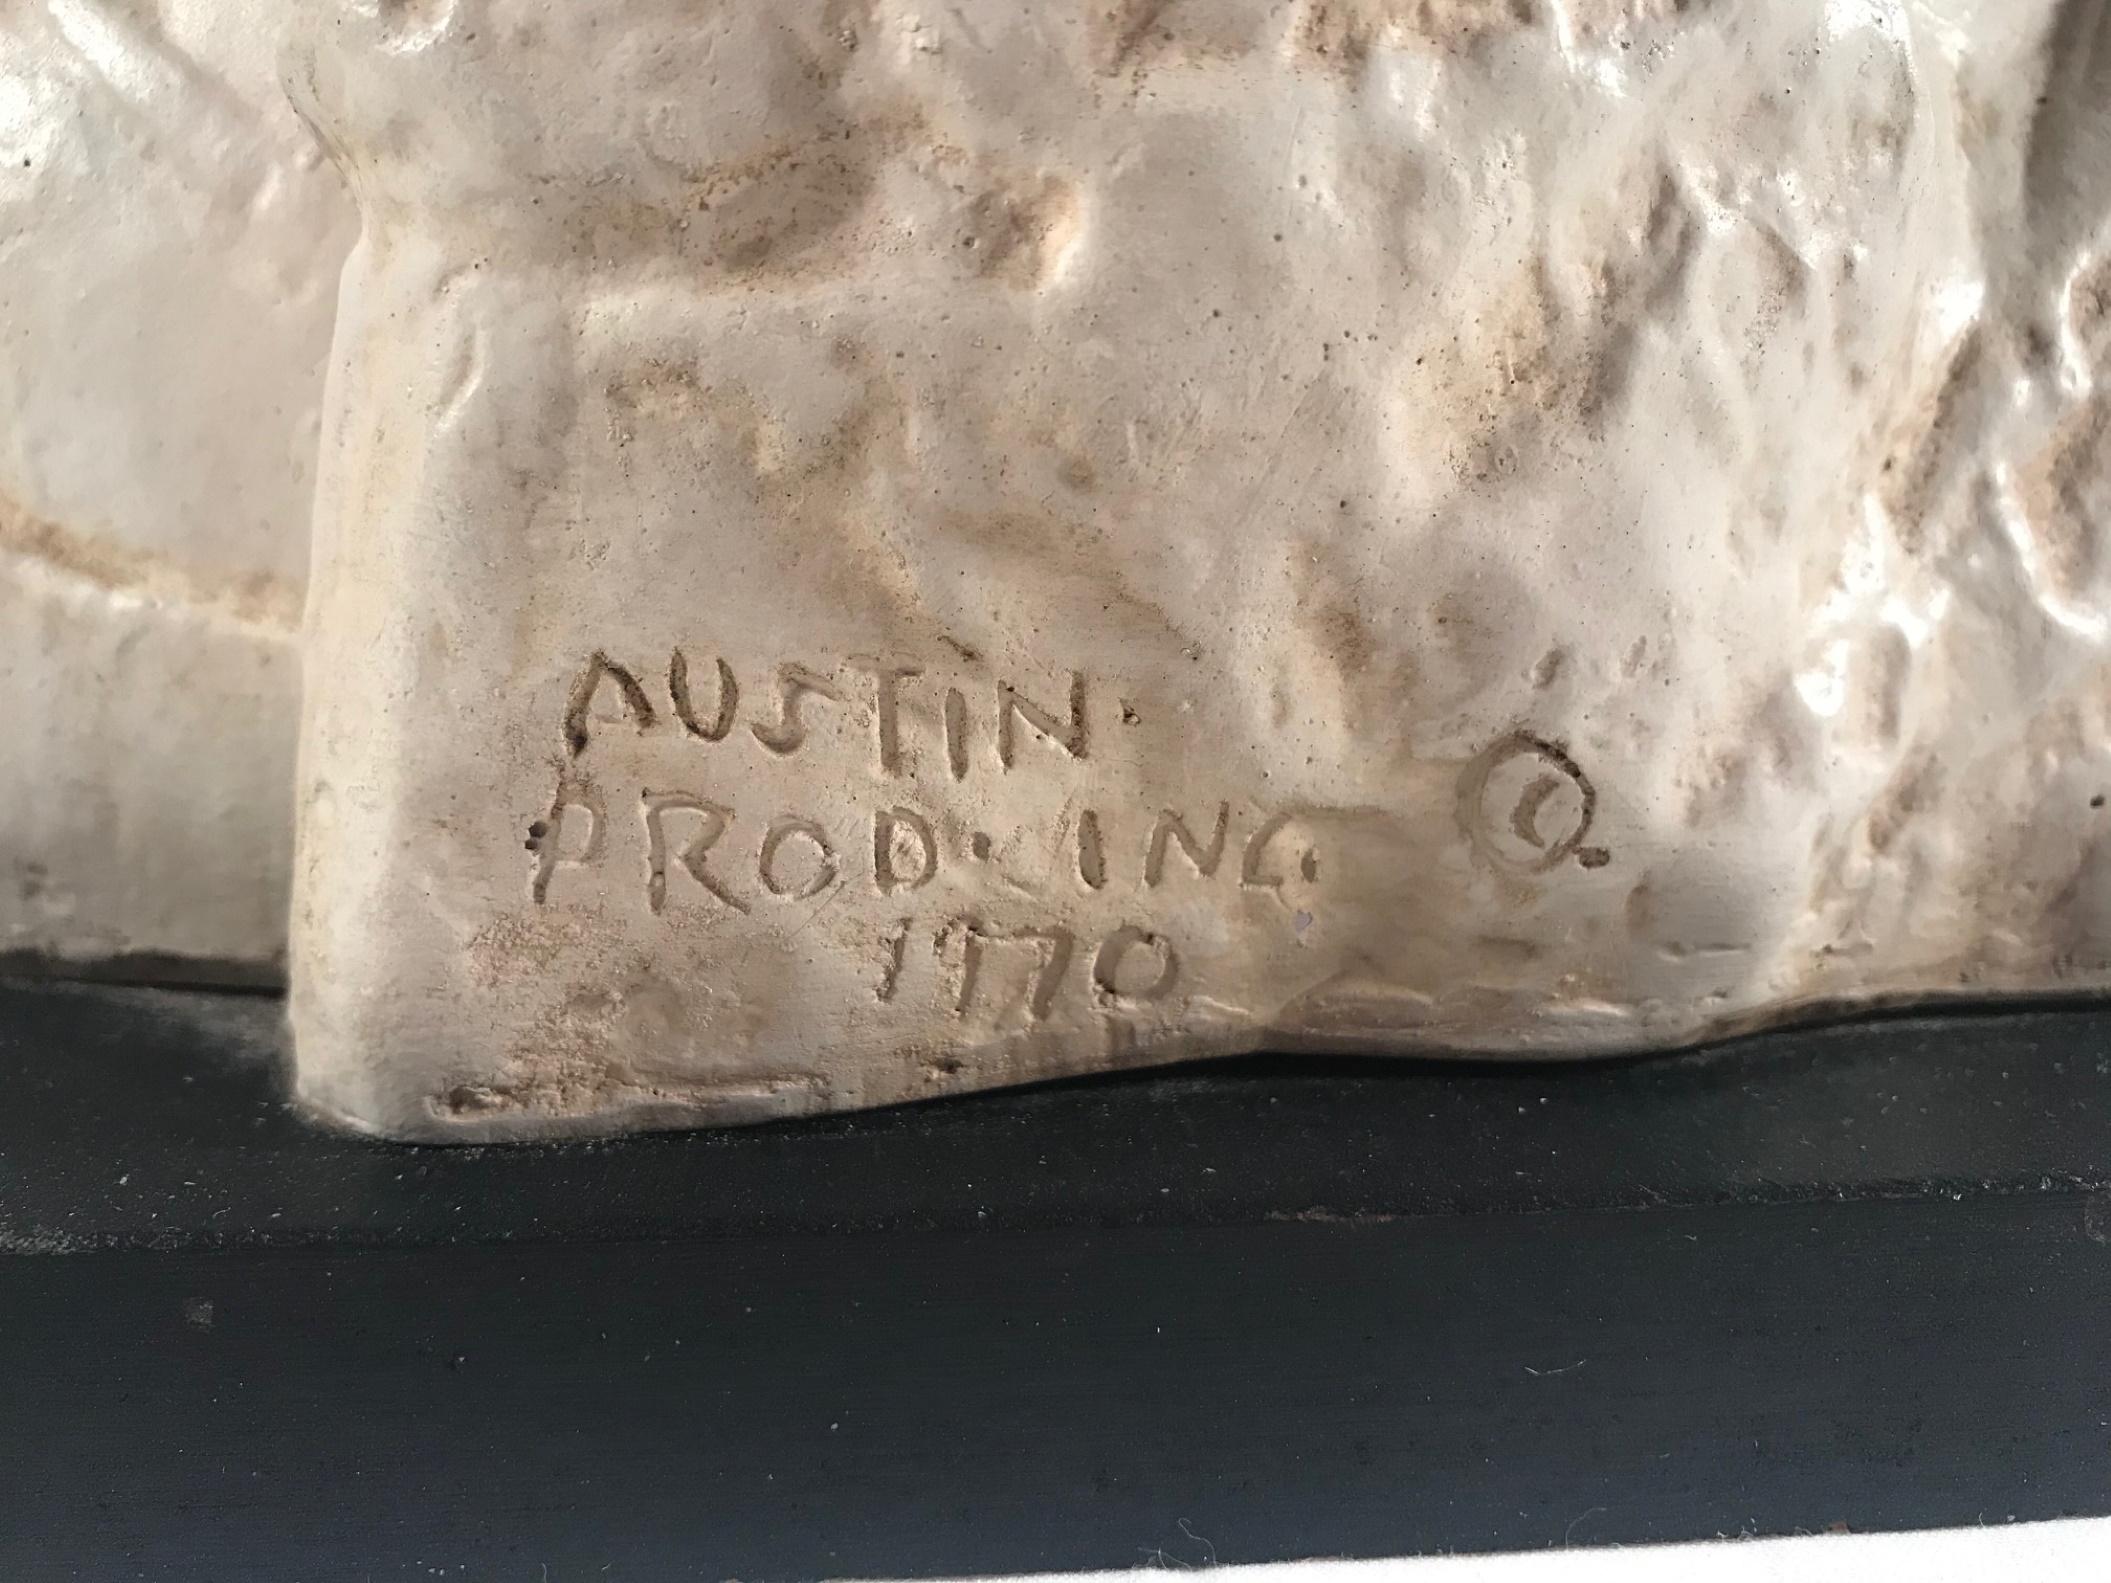 AUSTIN.
PROD. INC. ©.
1970